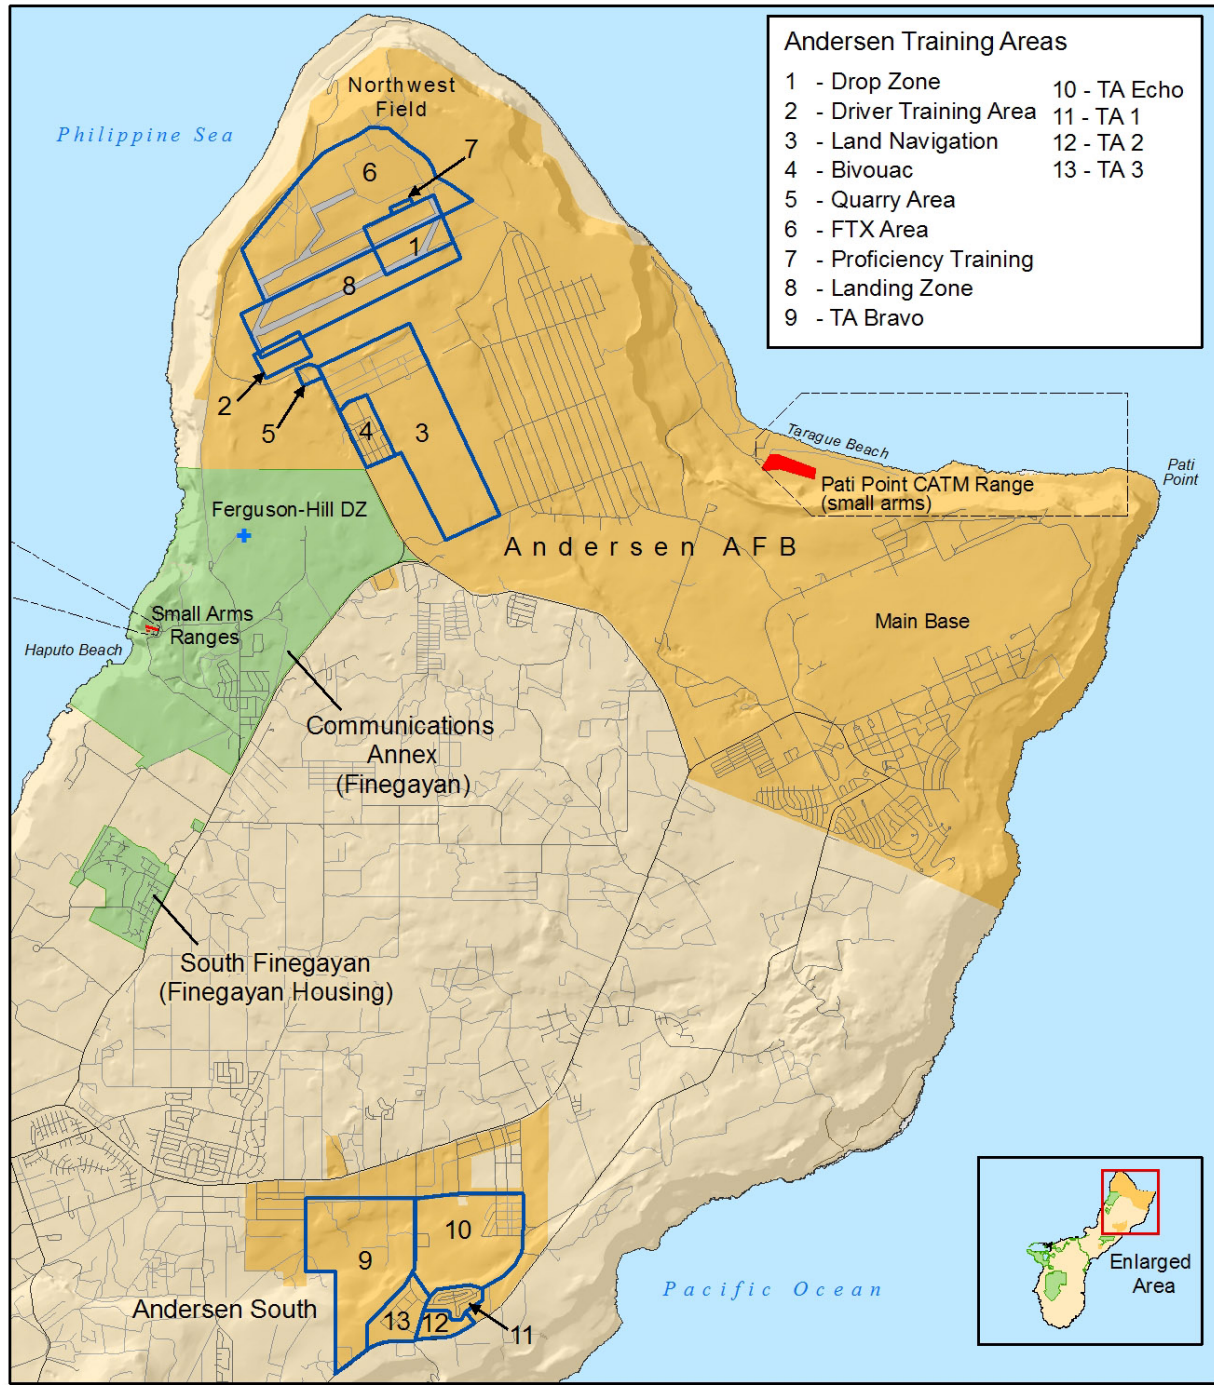 Andersen Training Areas
1 - Drop Zone
2 - Driver Training Area
3 - Land Navigation
4 - Bivouac
5 - Quarry Area
6 - FTX Area
7 - Proficiency Training
8 - Landing Zone
9 - TA Bravo
10 - TA Echo
11 - TA 1
12 - TA 2
13 - TA 3
Northwest
Field
Philippine Sea
7
6
1
8
2
5
4
3
Tarague Beach
Pati
Point
Pati Point CATM Range
(small arms)
Ferguson-Hill DZ
Andersen AFB
Small Arms
Ranges
Haputo Beach
Main Base
Communications
Annex
(Finegayan)
South Finegayan
(Finegayan Housing)
10
9
Andersen South
13
12
11
Pacific Ocean
Enlarged
Area